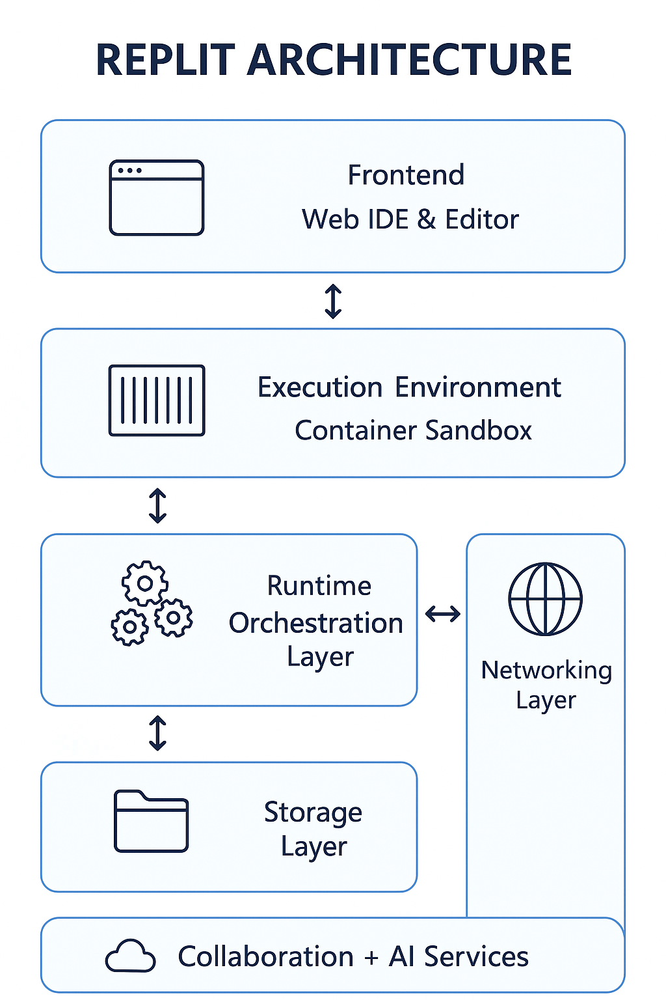 REPLIT ARCHITECTURE
Frontend
Web IDE & Editor
Execution Environment
Container Sandbox
Runtime
Orchestration
Layer
Networking
Layer
Storage
Layer
Collaboration + AI Services